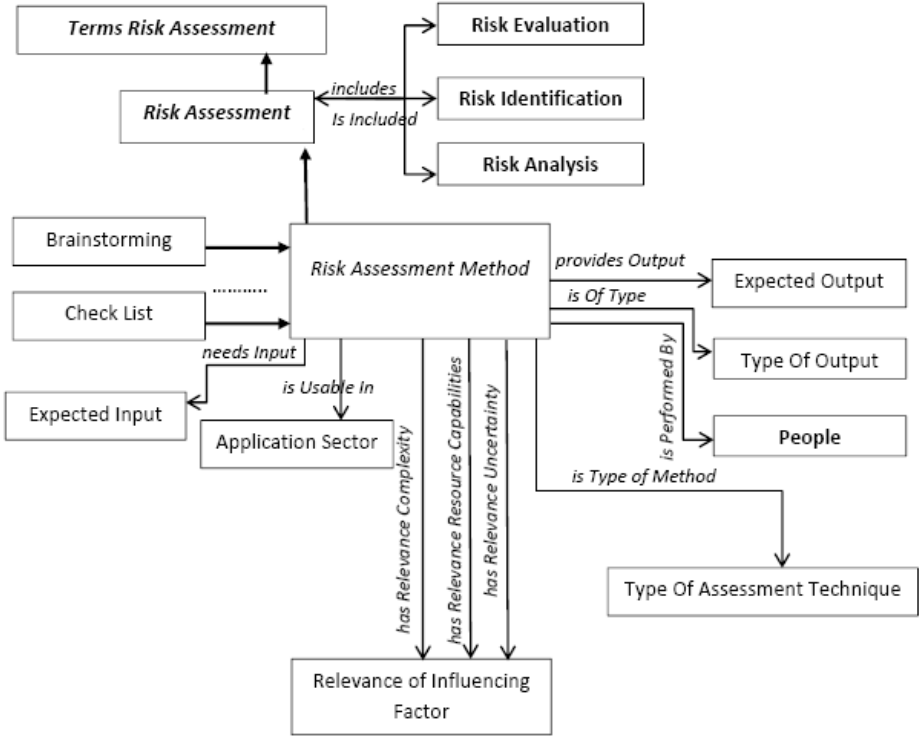 Terms Risk Assessment
Risk Evaluation
Risk Assessment
includes
Is Included
Risk Identification
Risk Analysis
Brainstorming
...........
Check List
Risk Assessment Method
provides Output
Expected Output
is Of Type
Type Of Output
is Performed By
People
needs Input
Expected Input
is Usable In
Application Sector
has Relevance Complexity
has Relevance Resource Capabilities
has Relevance Uncertainty
is Type of Method
Type Of Assessment Technique
Relevance of Influencing
Factor